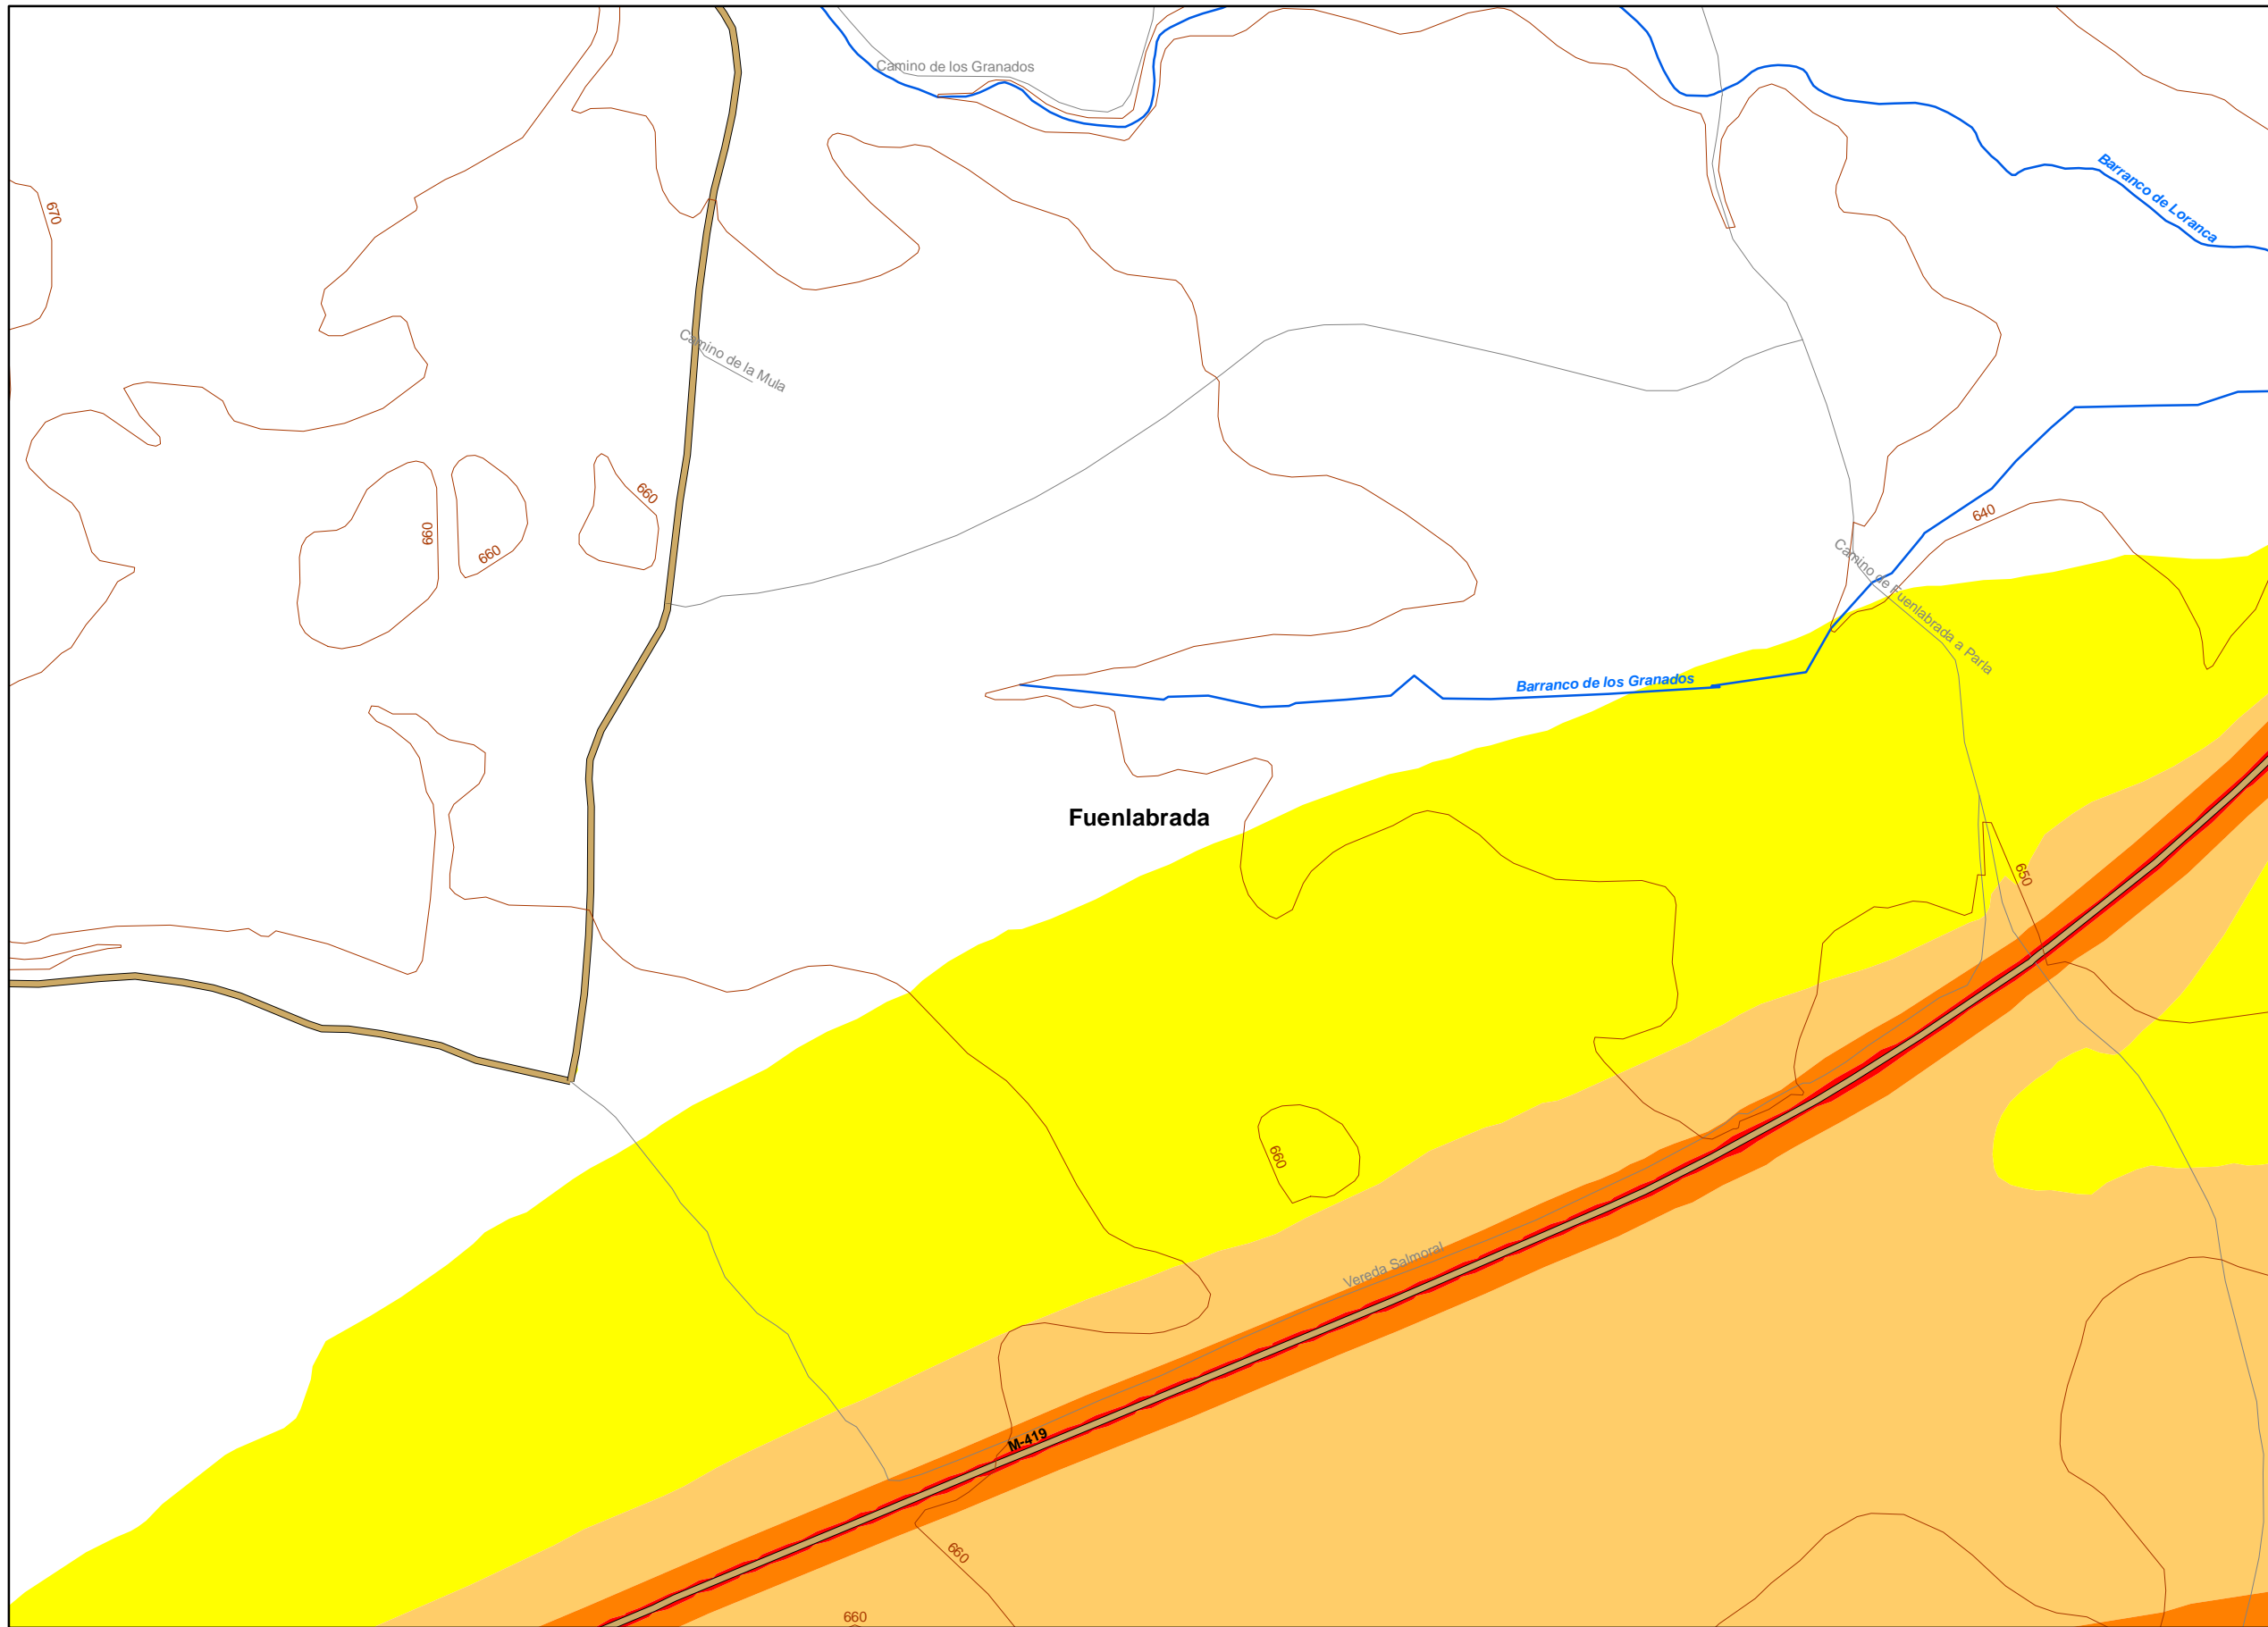 Camino de los Granados
Barranco de Loranca
670
Camino de la Mula
660
640
660
660
Camino de Fuenlabrada a Parla
Barranco de los Granados
Fuenlabrada
650
660
Vereda Salmoral
M-419
660
660